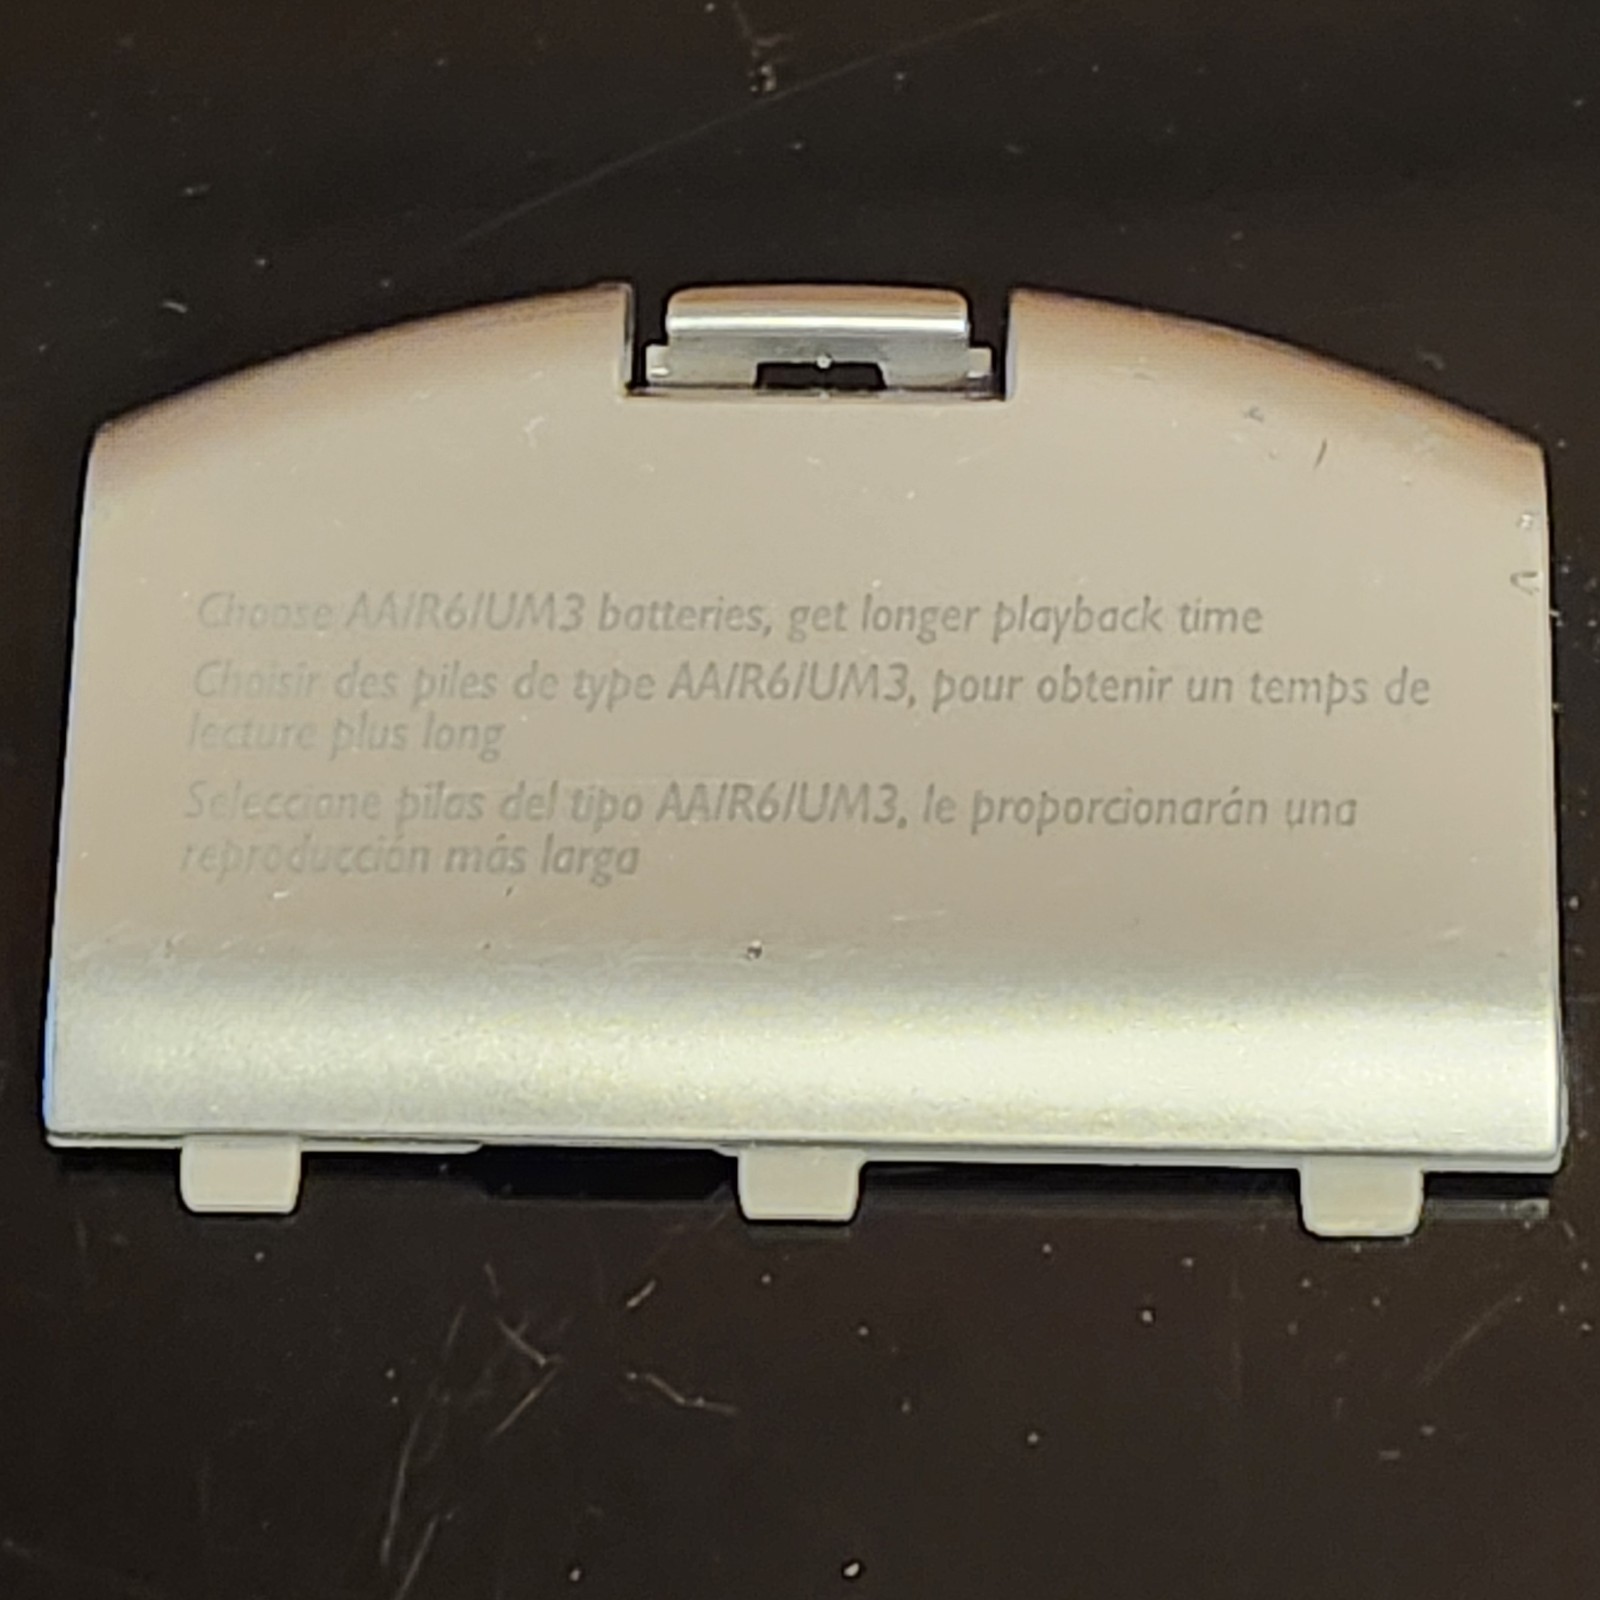 Choose AA/R6/UM3 batteries, get longer playback time
Choisir des piles de type AA/R6/UM3, pour obtenir un temps de
lecture plus long
Seleccione pilas del tipo AA/R6/UM3, le proporcionarán una
reproducción más larga